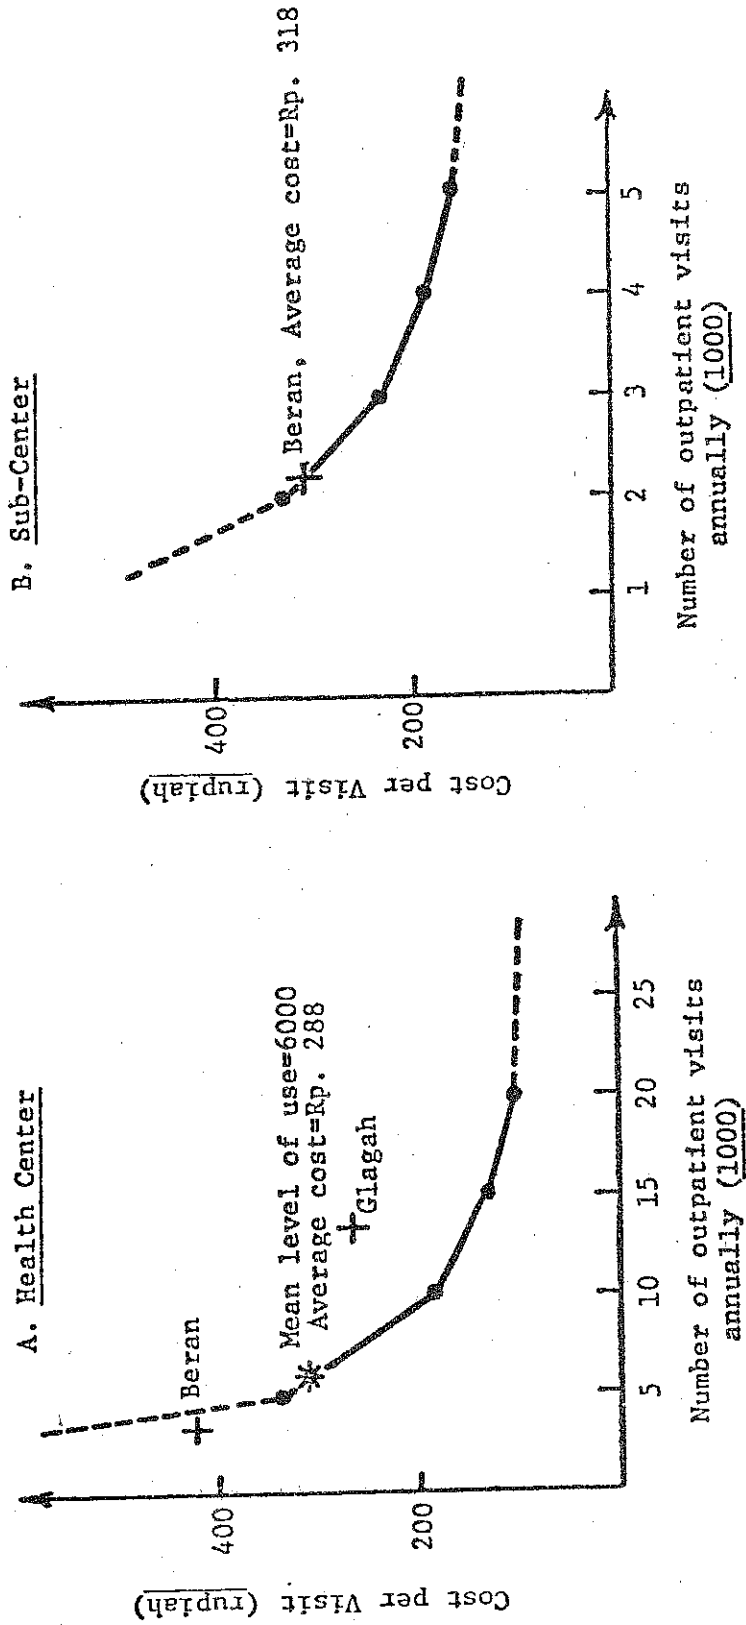 A. Health Center
Cost per Visit (rupiah)
400
200
Beran
Mean level of use=6000
Average cost=Rp. 288
Glagah
5
10
15
20
25
Number of outpatient visits
annually (1000)
B. Sub-Center
Cost per Visit (rupiah)
400
200
Beran, Average cost=Rp. 318
1
2
3
4
5
Number of outpatient visits
annually (1000)